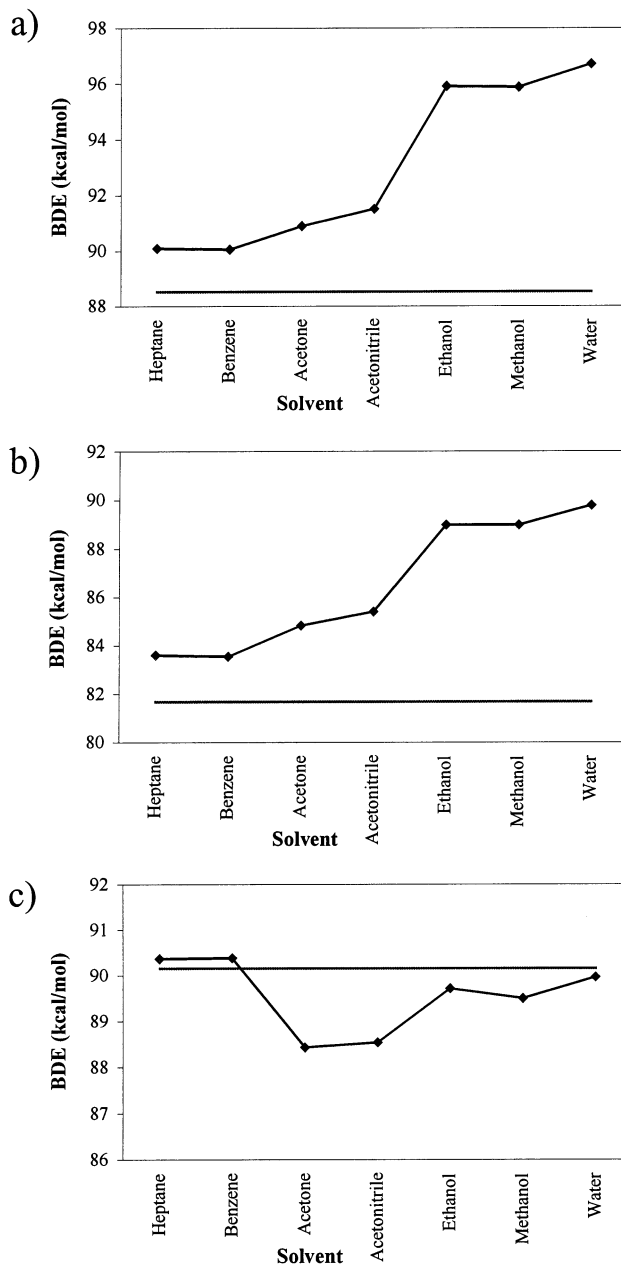 a)
98
96
94
92
90
88
BDE (kcal/mol)
Heptane
Benzene
Acetone
Acetonitrile
Ethanol
Methanol
Water
Solvent
b)
92
90
88
86
84
82
80
BDE (kcal/mol)
Heptane
Benzene
Acetone
Acetonitrile
Ethanol
Methanol
Water
Solvent
c)
92
91
90
89
88
87
86
BDE (kcal/mol)
Heptane
Benzene
Acetone
Acetonitrile
Ethanol
Methanol
Water
Solvent